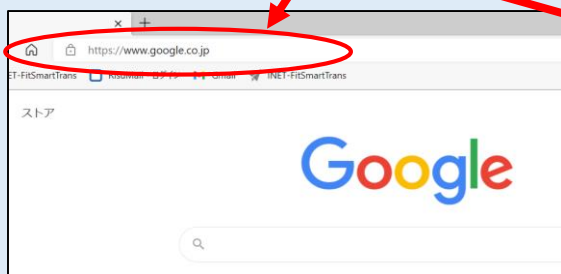 https://www.google.co.jp
ET-FitSmartTrans Gmail INET-FitSmartTrans
ストア
Google